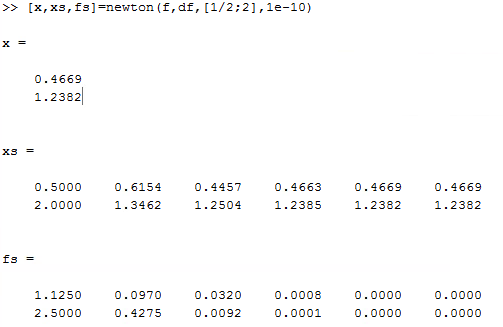 >> [x,xs,fs]=newton(f,df,[1/2;2],1e-10)
x =
0.4669
1.2382
xs =
0.5000 0.6154 0.4457 0.4663 0.4669 0.4669
2.0000 1.3462 1.2504 1.2385 1.2382 1.2382
fs =
1.1250 0.0970 0.0320 0.0008 0.0000 0.0000
2.5000 0.4275 0.0092 0.0001 0.0000 0.0000